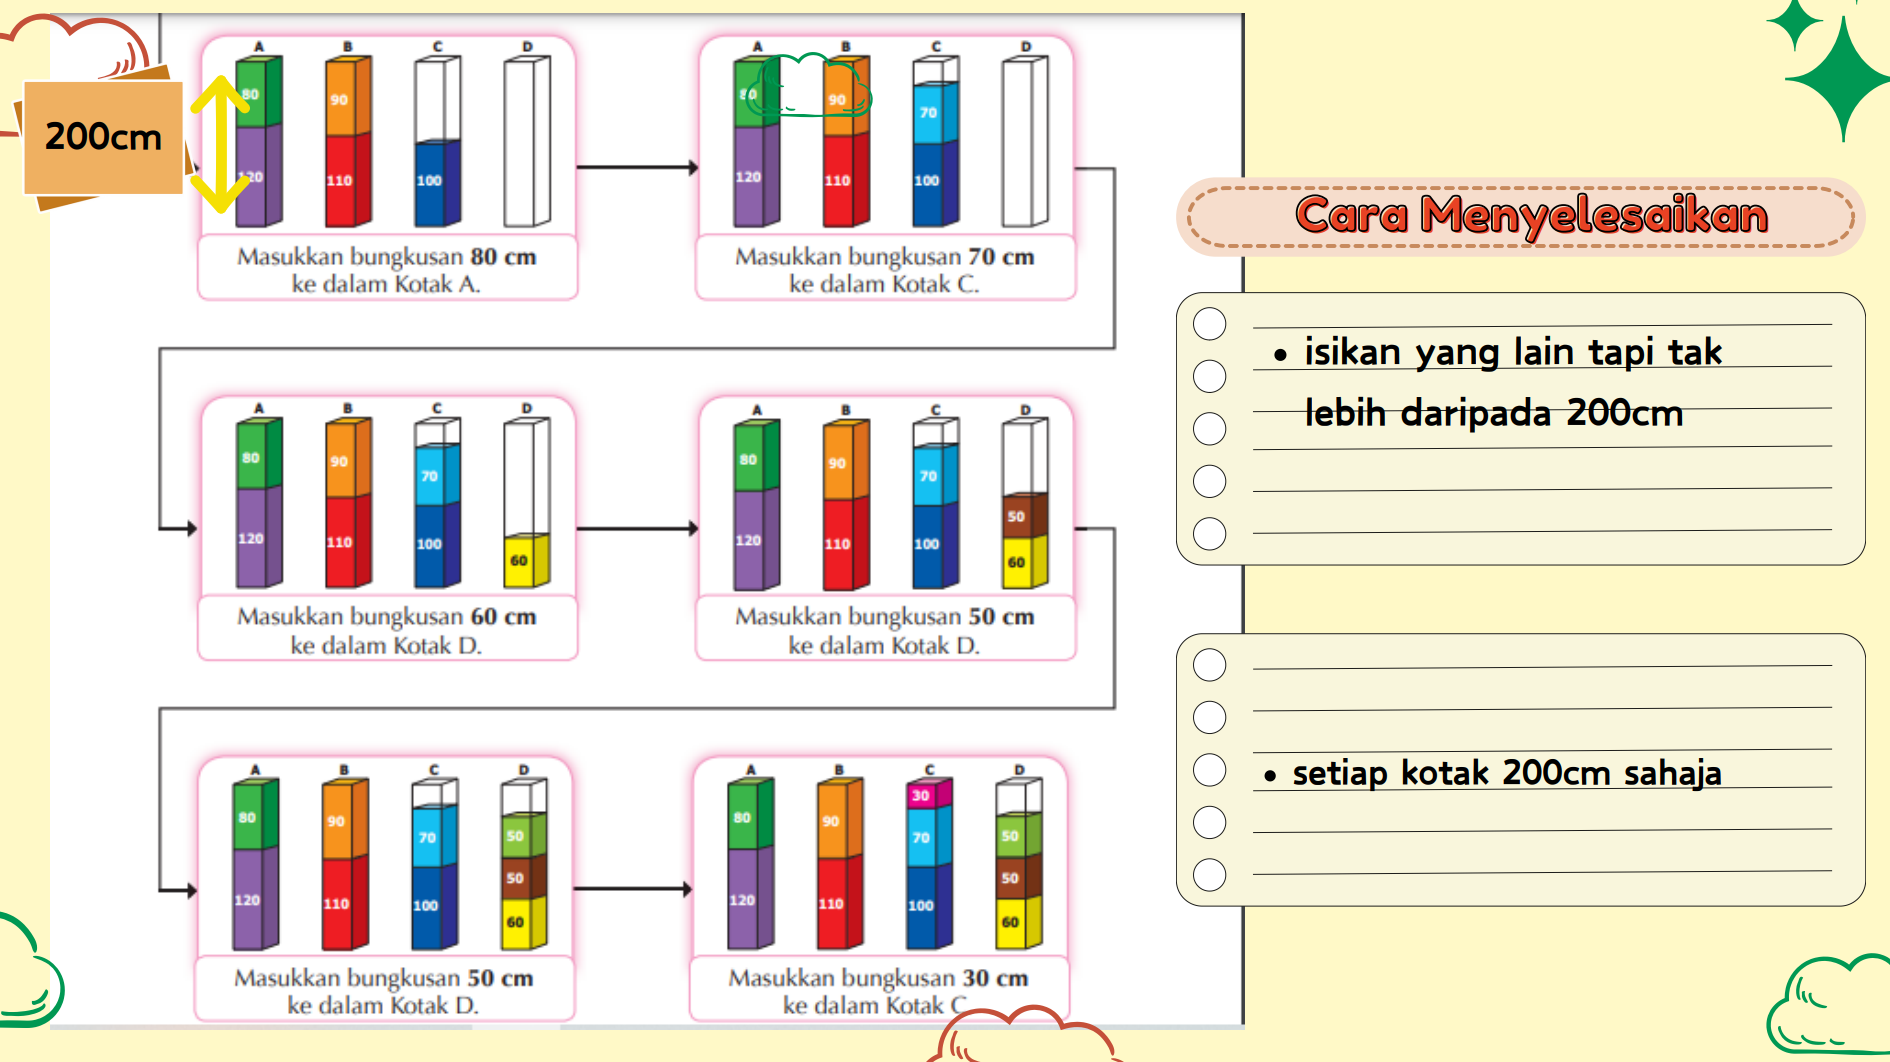 200cm
A B C D
80 90
120 110 100
Masukkan bungkusan 80 cm
ke dalam Kotak A.
A B C D
80 90 70
120 110 100
Masukkan bungkusan 70 cm
ke dalam Kotak C.
Cara Menyelesaikan
• isikan yang lain tapi tak
lebih daripada 200cm
A B C D
80 90 70
120 110 100 60
Masukkan bungkusan 60 cm
ke dalam Kotak D.
A B C D
80 90 70 50
120 110 100 60
Masukkan bungkusan 50 cm
ke dalam Kotak D.
• setiap kotak 200cm sahaja
A B C D
80 90 70 50
50
120 110 100 60
Masukkan bungkusan 50 cm
ke dalam Kotak D.
A B C D
30
80 90 70 50
50
120 110 100 60
Masukkan bungkusan 30 cm
ke dalam Kotak C